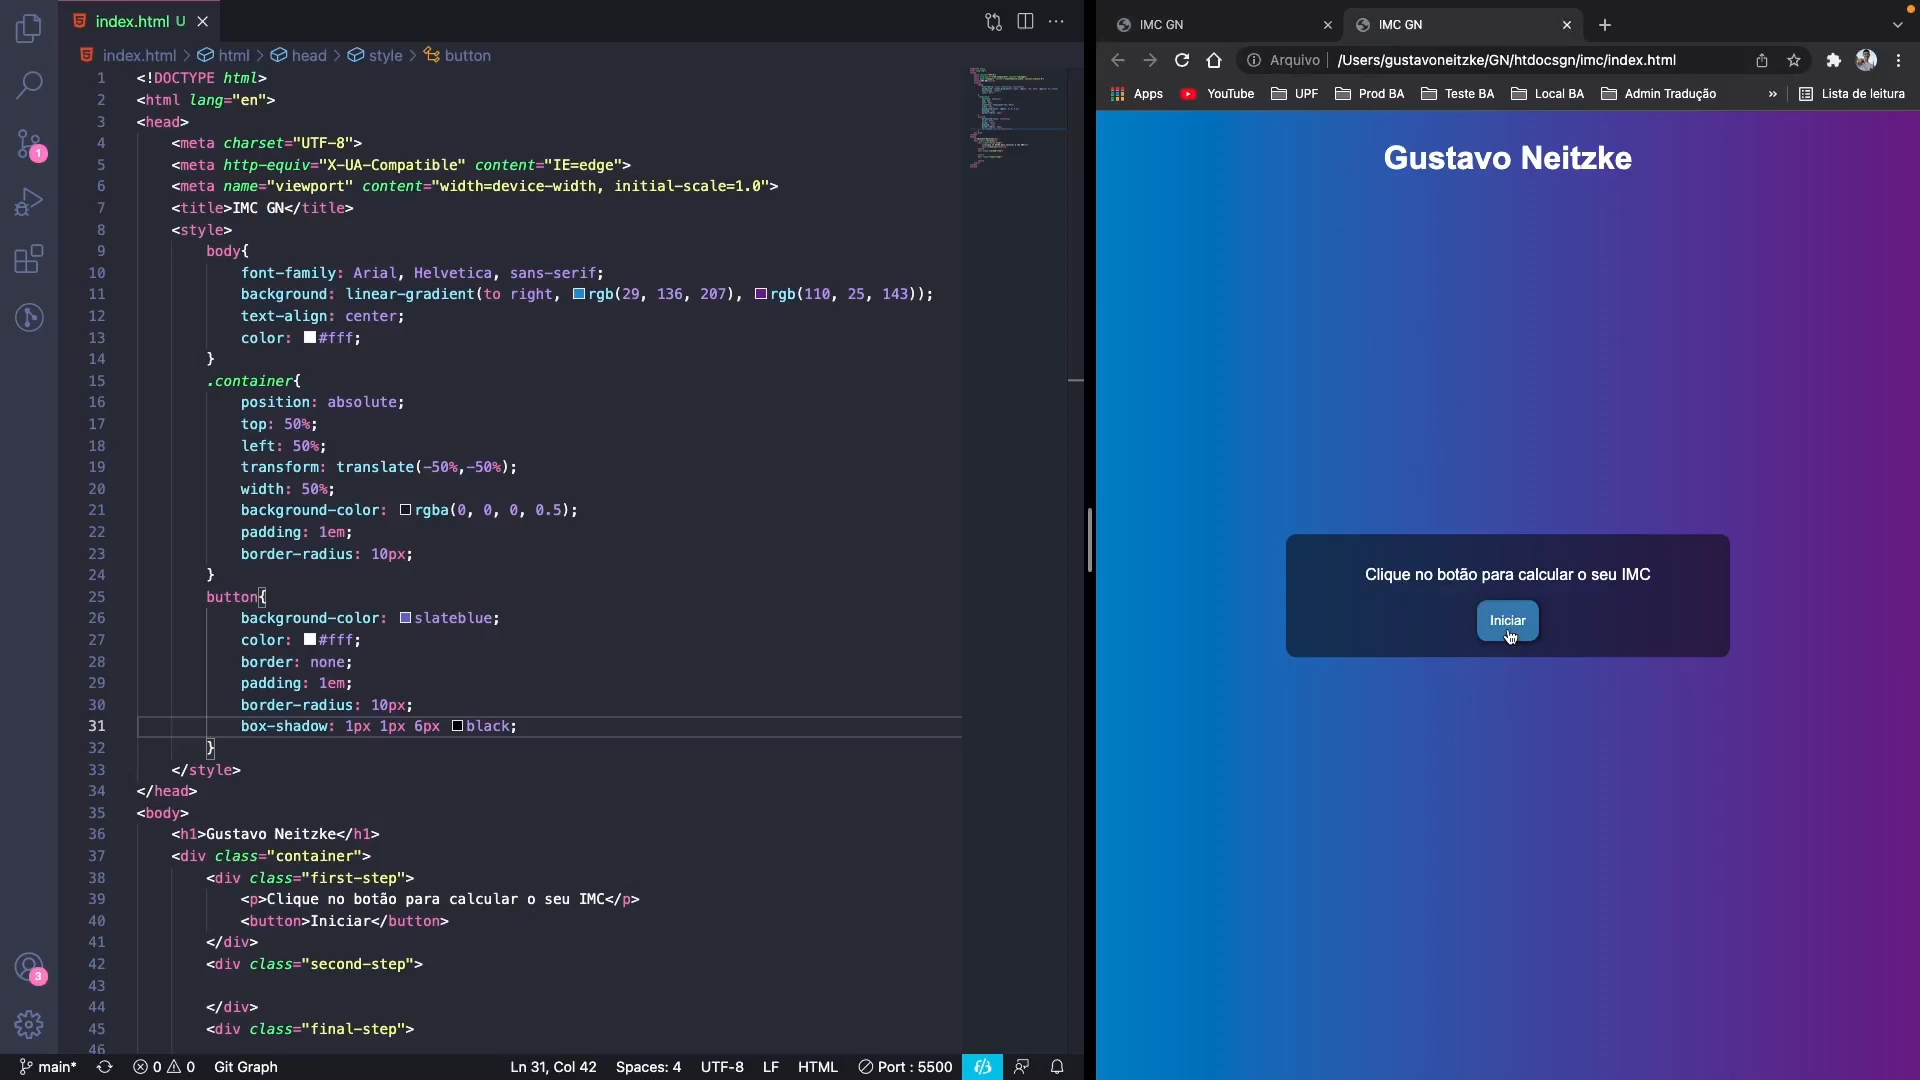 index.html U
index.html > html > head > style > button
1 <!DOCTYPE html>
2 <html lang="en">
3 <head>
4 <meta charset="UTF-8">
5 <meta http-equiv="X-UA-Compatible" content="IE=edge">
6 <meta name="viewport" content="width=device-width, initial-scale=1.0">
7 <title>IMC GN</title>
8 <style>
9 body{
10 font-family: Arial, Helvetica, sans-serif;
11 background: linear-gradient(to right, rgb(29, 136, 207), rgb(110, 25, 143));
12 text-align: center;
13 color: #fff;
14 }
15 .container{
16 position: absolute;
17 top: 50%;
18 left: 50%;
19 transform: translate(-50%,-50%);
20 width: 50%;
21 background-color: rgba(0, 0, 0, 0.5);
22 padding: 1em;
23 border-radius: 10px;
24 }
25 button{
26 background-color: slateblue;
27 color: #fff;
28 border: none;
29 padding: 1em;
30 border-radius: 10px;
31 box-shadow: 1px 1px 6px black;
32 }
33 </style>
34 </head>
35 <body>
36 <h1>Gustavo Neitzke</h1>
37 <div class="container">
38 <div class="first-step">
39 <p>Clique no botão para calcular o seu IMC</p>
40 <button>Iniciar</button>
41 </div>
42 <div class="second-step">
43
44 </div>
45 <div class="final-step">
46
1
3
main* 0 0 Git Graph Ln 31, Col 42 Spaces: 4 UTF-8 LF HTML Port : 5500
IMC GN
IMC GN
Arquivo /Users/gustavoneitzke/GN/htdocsgn/imc/index.html
Apps YouTube UPF Prod BA Teste BA Local BA Admin Tradução » Lista de leitura
Gustavo Neitzke
Clique no botão para calcular o seu IMC
Iniciar